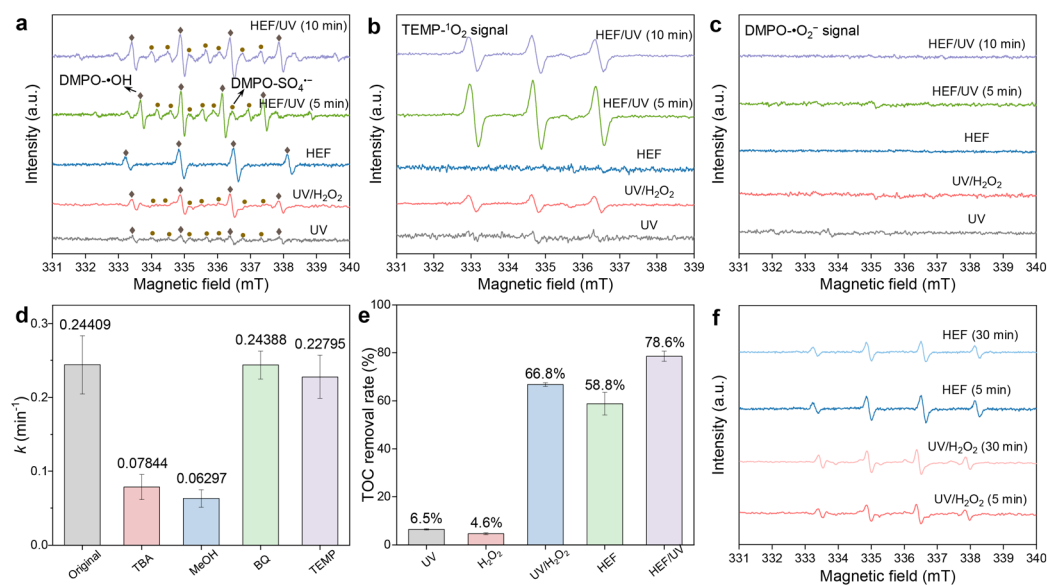 a
HEF/UV (10 min)
DMPO-•OH
DMPO-SO₄•⁻
HEF/UV (5 min)
HEF
UV/H₂O₂
UV
Intensity (a.u.)
331 332 333 334 335 336 337 338 339 340
Magnetic field (mT)
b
TEMP-¹O₂ signal
HEF/UV (10 min)
HEF/UV (5 min)
HEF
UV/H₂O₂
UV
Intensity (a.u.)
331 332 333 334 335 336 337 338 339
Magnetic field (mT)
c
DMPO-•O₂⁻ signal
HEF/UV (10 min)
HEF/UV (5 min)
HEF
UV/H₂O₂
UV
Intensity (a.u.)
331 332 333 334 335 336 337 338 339 340
Magnetic field (mT)
d
0.3
0.2
0.1
0.0
k (min⁻¹)
0.24409
0.07844
0.06297
0.24388
0.22795
Original
TBA
MeOH
BQ
TEMP
e
100
80
60
40
20
0
TOC removal rate (%)
6.5%
4.6%
66.8%
58.8%
78.6%
UV
H₂O₂
UV/H₂O₂
HEF
HEF/UV
f
HEF (30 min)
HEF (5 min)
UV/H₂O₂ (30 min)
UV/H₂O₂ (5 min)
Intensity (a.u.)
331 332 333 334 335 336 337 338 339 340
Magnetic field (mT)